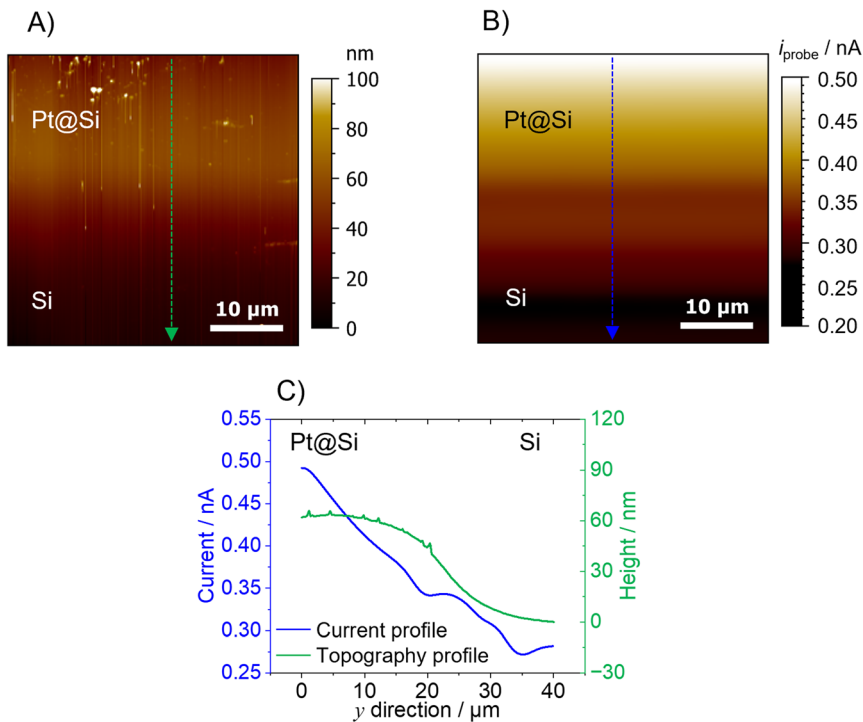 A)
nm
100
80
60
40
20
0
Pt@Si
Si
10 µm
B)
iprobe / nA
0.50
0.45
0.40
0.35
0.30
0.25
0.20
Pt@Si
Si
10 µm
C)
0.55
0.50
0.45
0.40
0.35
0.30
0.25
Current / nA
Pt@Si
Si
120
90
60
30
0
−30
Height / nm
Current profile
Topography profile
0 10 20 30 40
y direction / µm